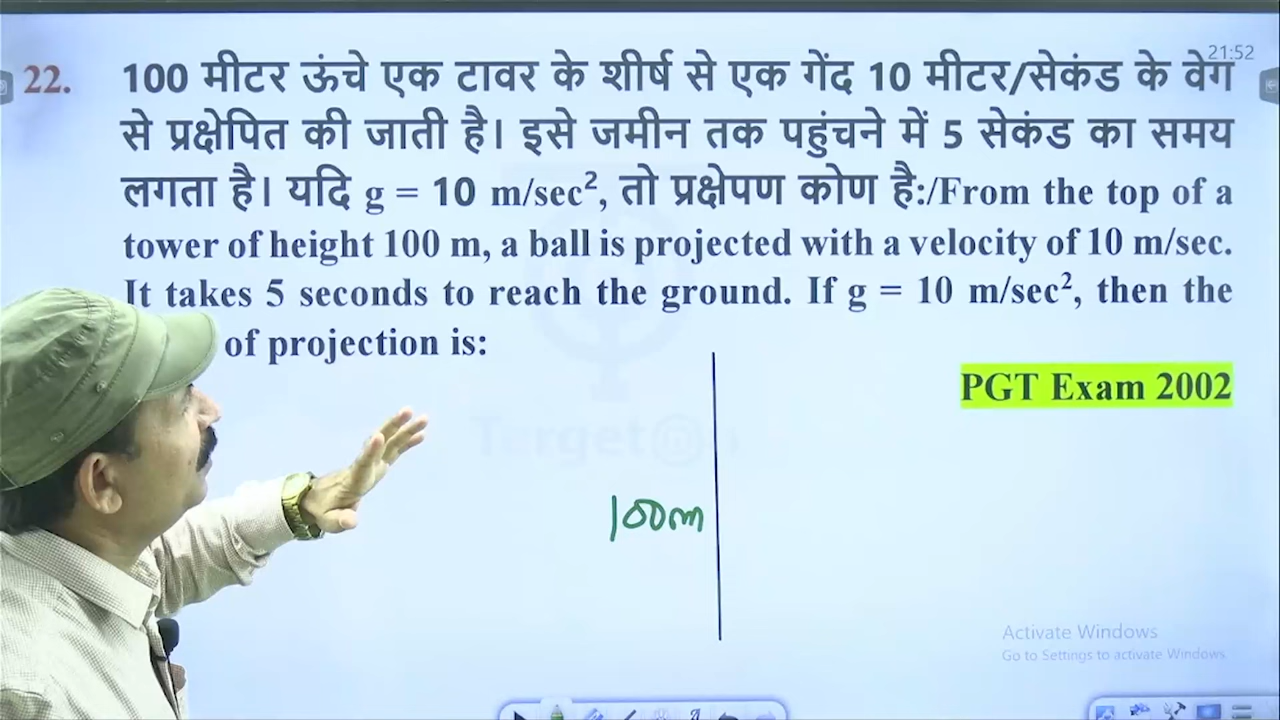 21:52
22. 100 मीटर ऊंचे एक टावर के शीर्ष से एक गेंद 10 मीटर/सेकंड के वेग
से प्रक्षेपित की जाती है। इसे जमीन तक पहुंचने में 5 सेकंड का समय
लगता है। यदि g = 10 m/sec², तो प्रक्षेपण कोण है:/From the top of a
tower of height 100 m, a ball is projected with a velocity of 10 m/sec.
It takes 5 seconds to reach the ground. If g = 10 m/sec², then the
of projection is:
PGT Exam 2002
Target@
100m
Activate Windows
Go to Settings to activate Windows.